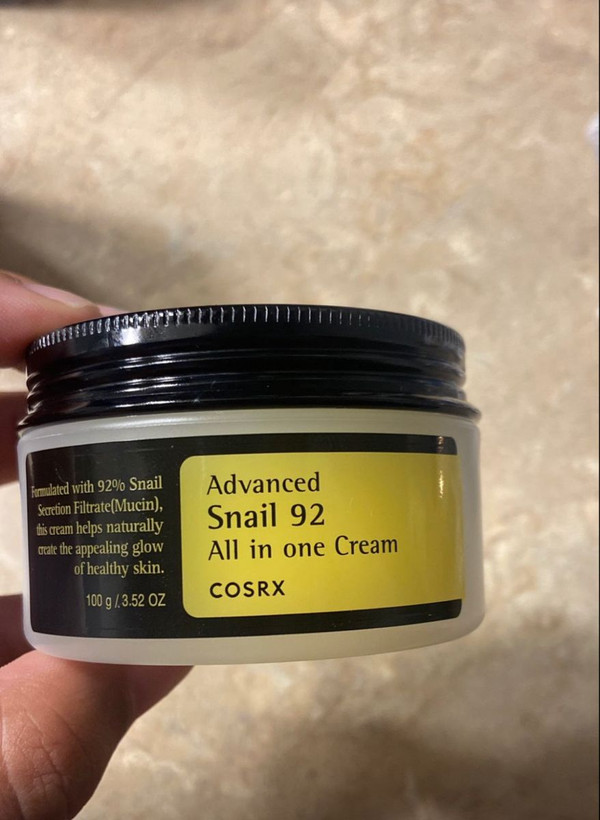 Formulated with 92% Snail
Secretion Filtrate(Mucin),
this cream helps naturally
create the appealing glow
of healthy skin.
100 g / 3.52 OZ
Advanced
Snail 92
All in one Cream
COSRX